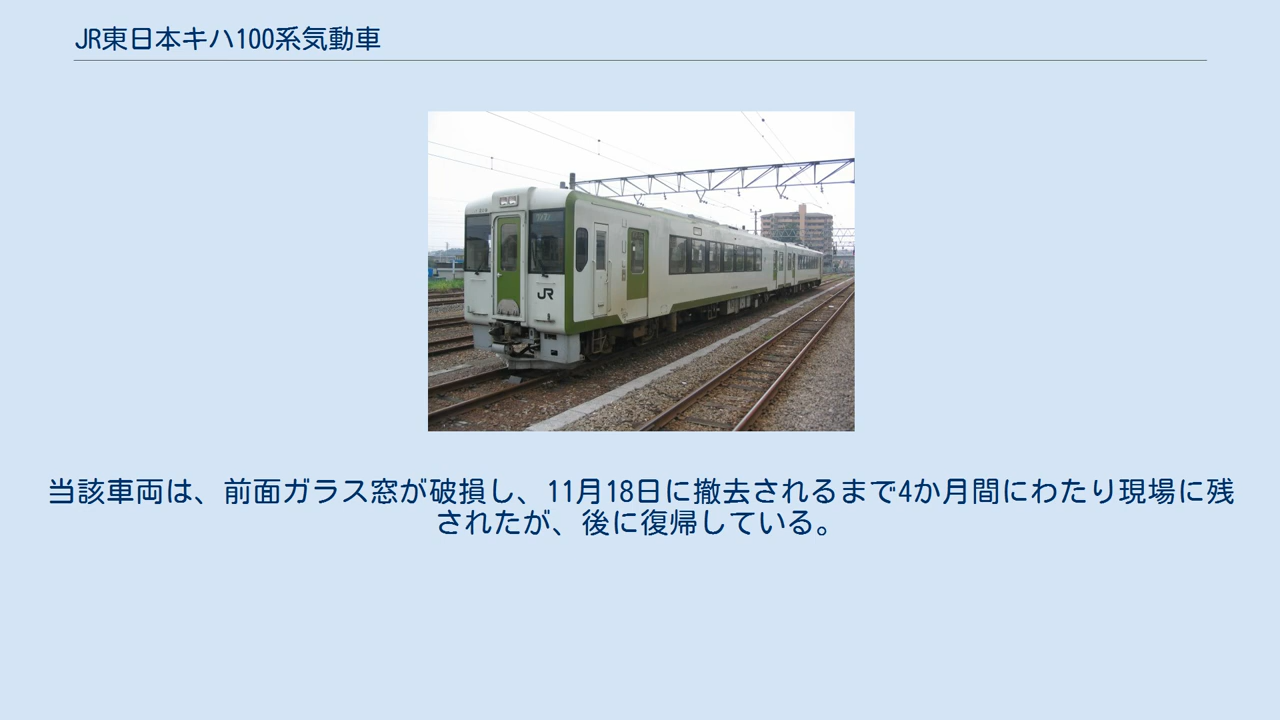 JR東日本キハ100系気動車
JR
当該車両は、前面ガラス窓が破損し、11月18日に撤去されるまで4か月間にわたり現場に残
されたが、後に復帰している。